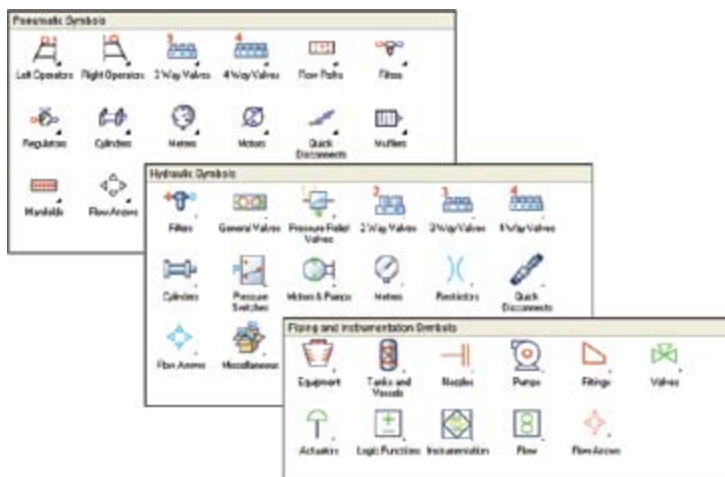 Pneumatic Symbols
3
4
Left Operators Right Operators 3 Way Valves 4 Way Valves Flow Paths Filters
Regulators Cylinders Meters Motors Quick Disconnects Mufflers
Manifolds Flow Arrows
Hydraulic Symbols
2
3
4
Filters General Valves Pressure Relief Valves 2 Way Valves 3 Way Valves 4 Way Valves
Cylinders Pressure Switches Motors & Pumps Meters Restrictors Quick Disconnects
Flow Arrows Miscellaneous
Piping and Instrumentation Symbols
Equipment Tanks and Vessels Nozzles Pumps Fittings Valves
Actuators Logic Functions Instrumentation Flow Flow Arrows